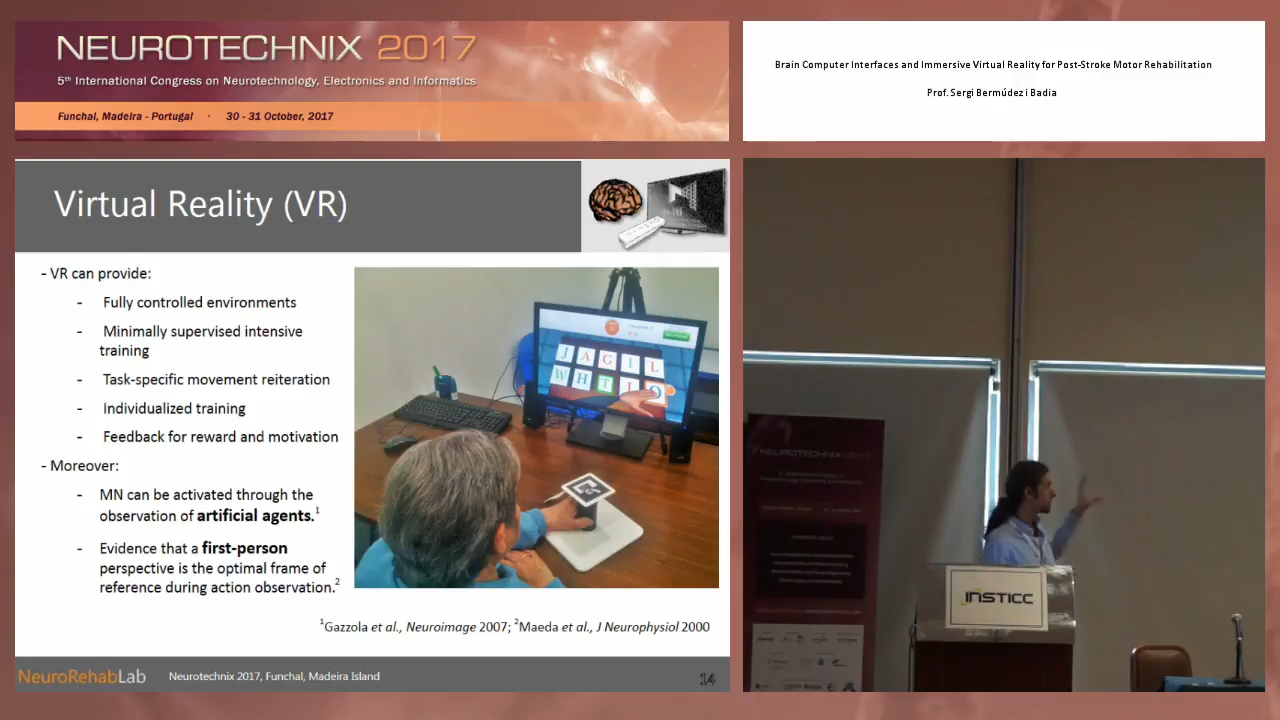 NEUROTECHNIX 2017
5th International Congress on Neurotechnology, Electronics and Informatics
Funchal, Madeira - Portugal · 30 - 31 October, 2017
Brain Computer Interfaces and Immersive Virtual Reality for Post-Stroke Motor Rehabilitation
Prof. Sergi Bermúdez i Badia
Virtual Reality (VR)
- VR can provide:
- Fully controlled environments
- Minimally supervised intensive
training
- Task-specific movement reiteration
- Individualized training
- Feedback for reward and motivation
- Moreover:
- MN can be activated through the
observation of artificial agents.1
- Evidence that a first-person
perspective is the optimal frame of
reference during action observation.2
J A G I L
W H T I O
1Gazzola et al., Neuroimage 2007; 2Maeda et al., J Neurophysiol 2000
NeuroRehabLab
Neurotechnix 2017, Funchal, Madeira Island
14
NEUROTECHNIX 2017
INSTICC